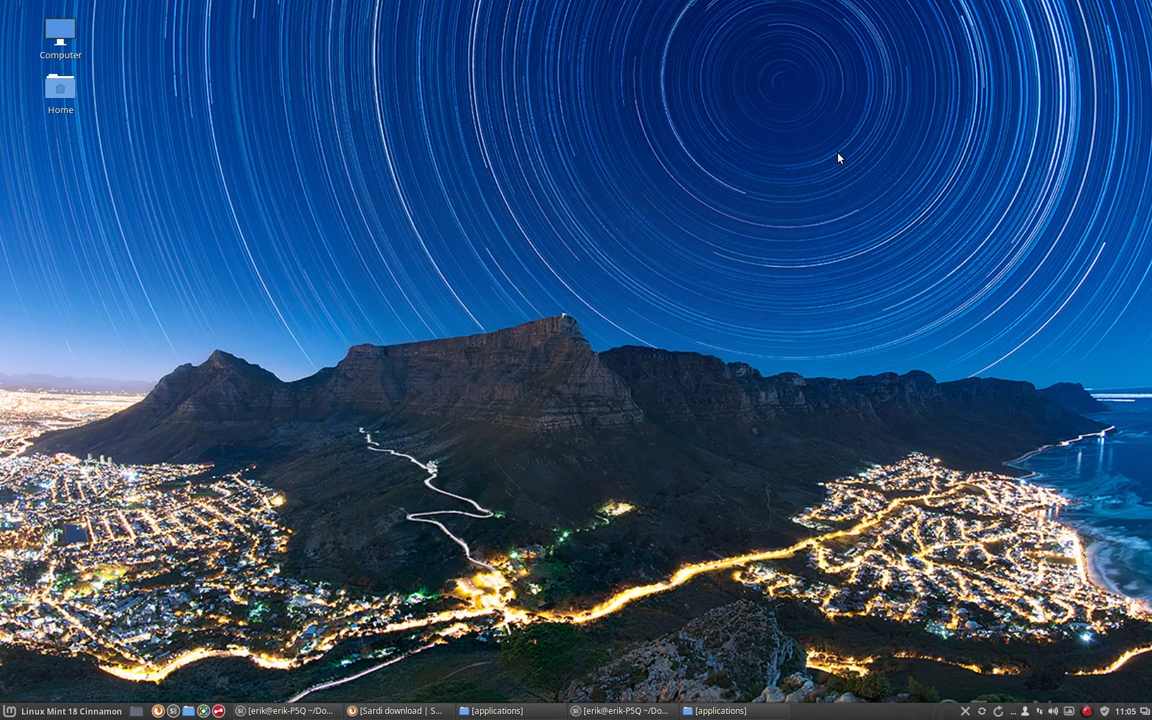 Computer
Home
Linux Mint 18 Cinnamon
[erik@erik-P5Q ~/Do...
[Sardi download | S...
[applications]
[erik@erik-P5Q ~/Do...
[applications]
...
11:05